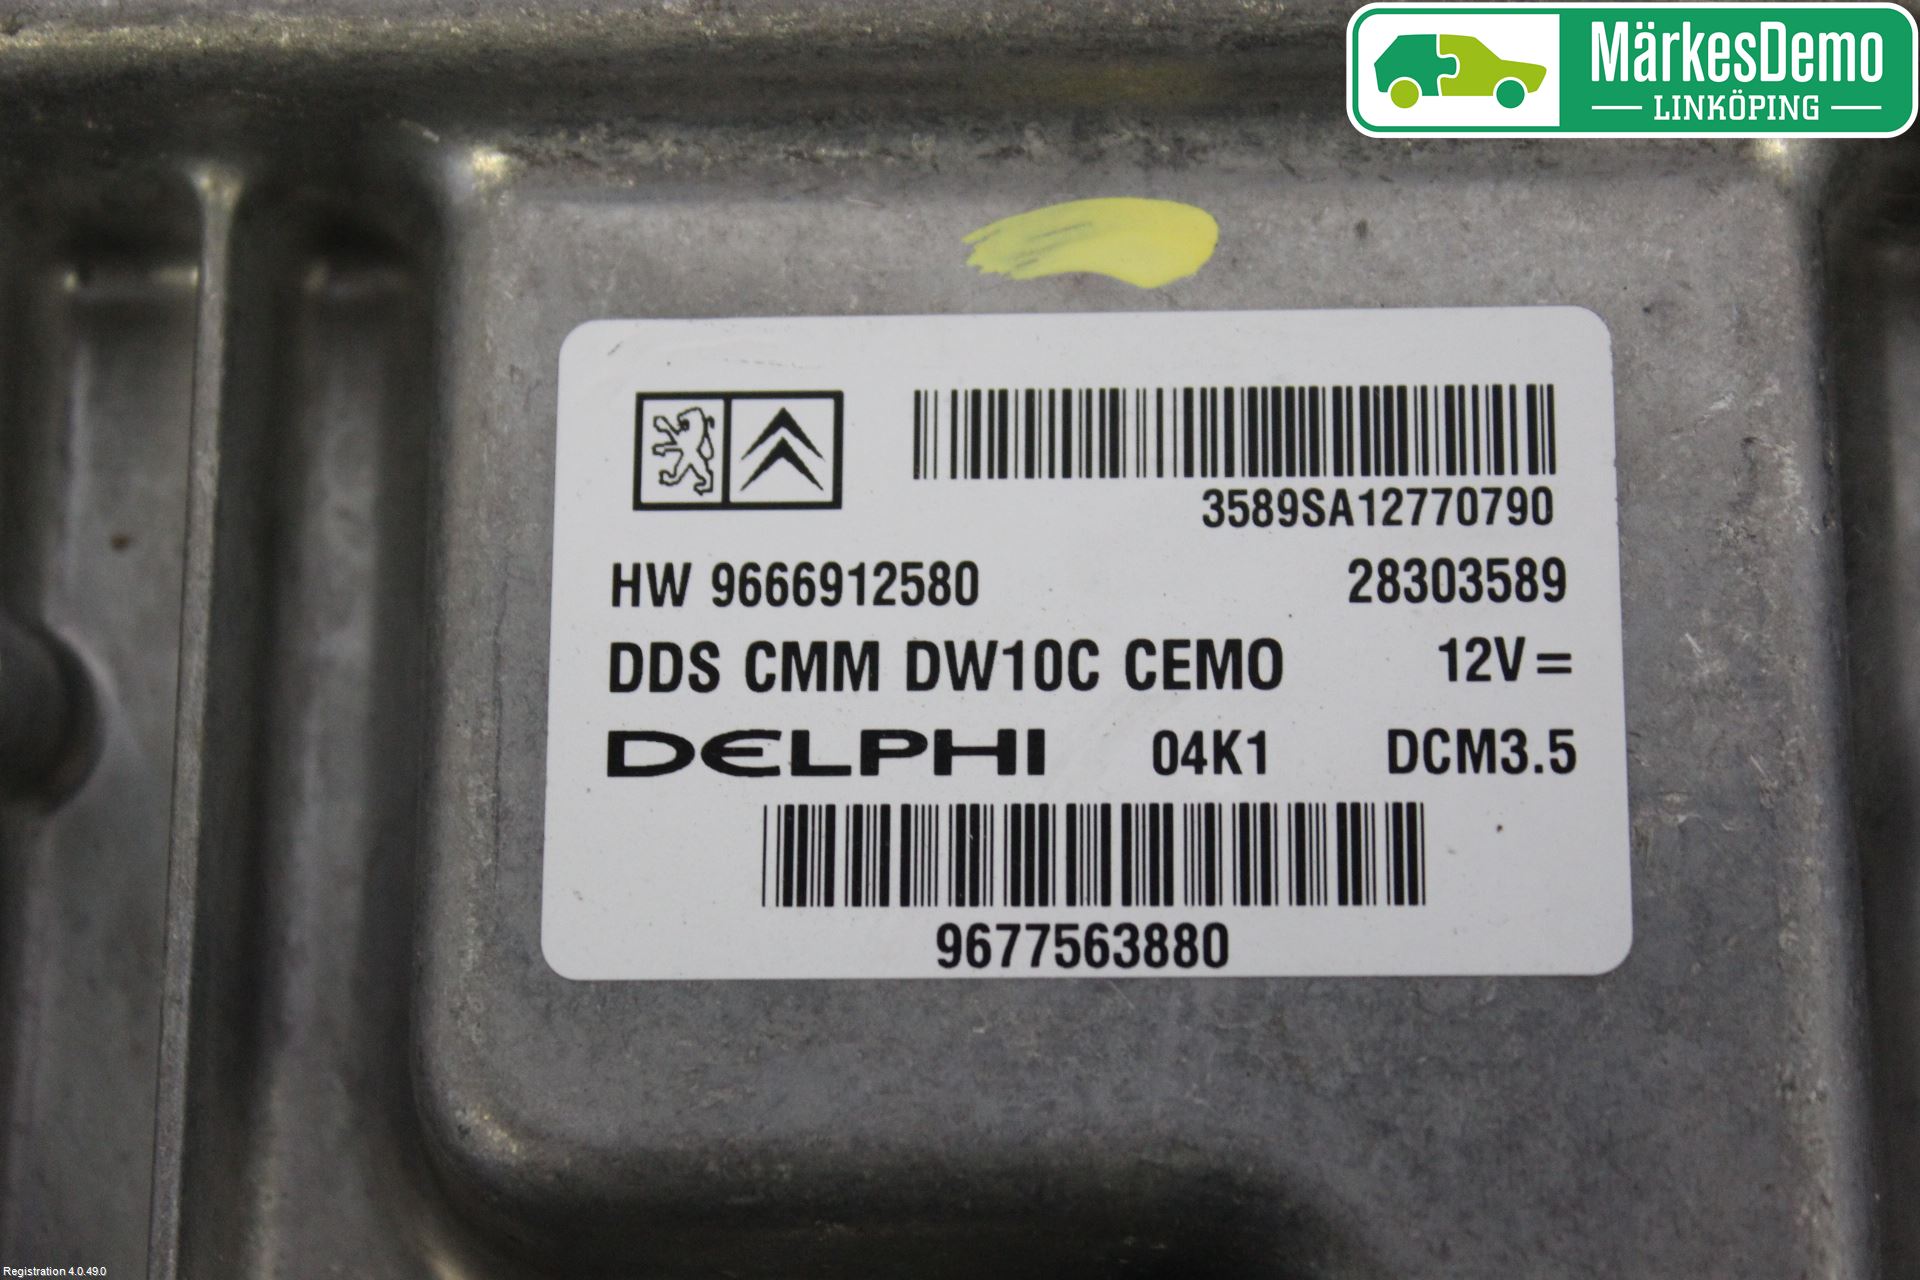 MärkesDemo
LINKÖPING
3589SA12770790
HW 9666912580 28303589
DDS CMM DW10C CEMO 12V=
DELPHI 04K1 DCM3.5
9677563880
Registration 4.0.49.0